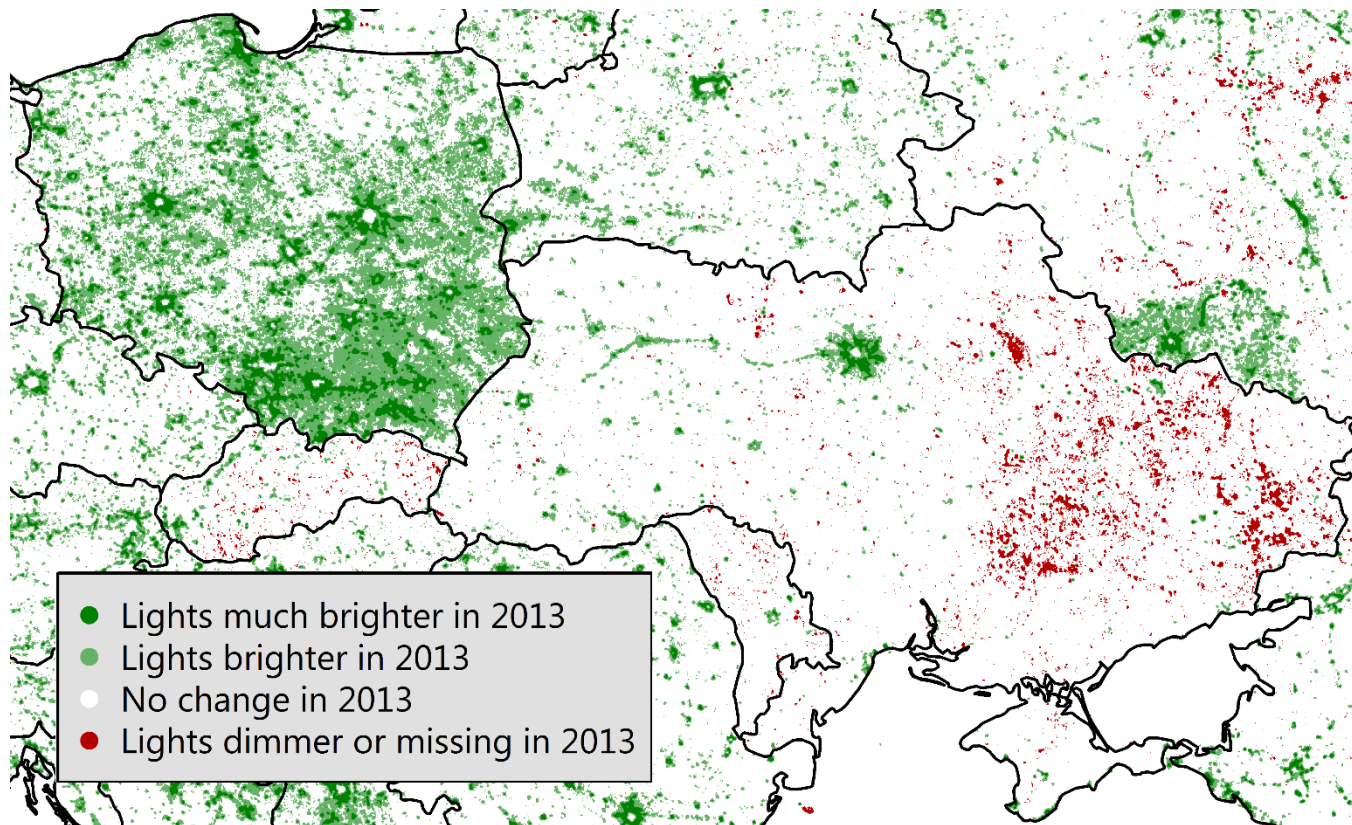 Lights much brighter in 2013
Lights brighter in 2013
No change in 2013
Lights dimmer or missing in 2013